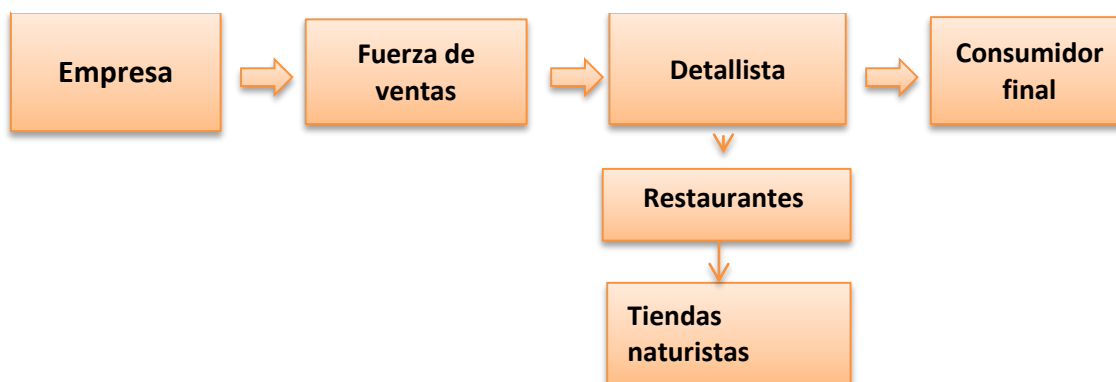 Empresa
Fuerza de
ventas
Detallista
Consumidor
final
Restaurantes
Tiendas
naturistas